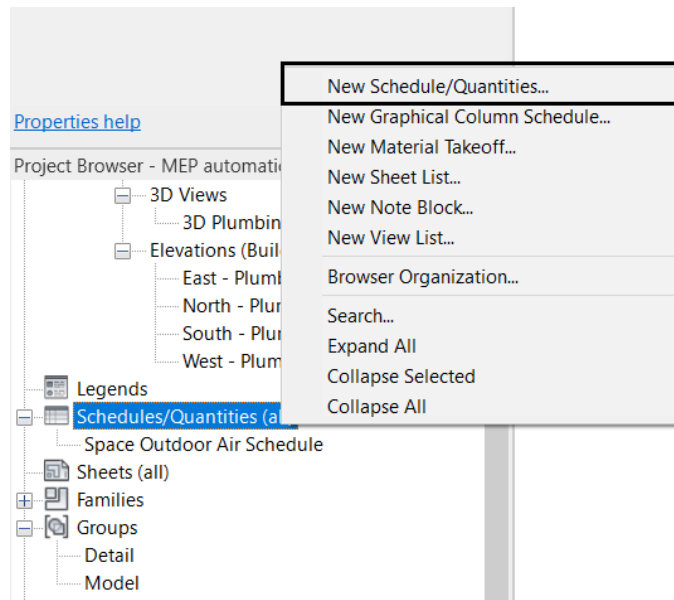 New Schedule/Quantities...
New Graphical Column Schedule...
New Material Takeoff...
New Sheet List...
New Note Block...
New View List...
Browser Organization...
Search...
Expand All
Collapse Selected
Collapse All
Properties help
Project Browser - MEP automatic
3D Views
3D Plumbin
Elevations (Buil
East - Plumb
North - Plur
South - Plur
West - Plum
Legends
Schedules/Quantities (al
Space Outdoor Air Schedule
Sheets (all)
Families
Groups
Detail
Model